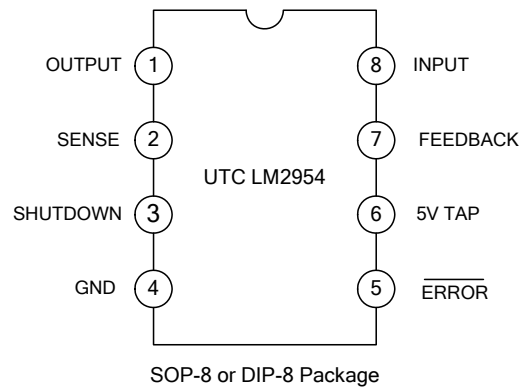 OUTPUT 1 8 INPUT
SENSE 2 7 FEEDBACK
UTC LM2954
SHUTDOWN 3 6 5V TAP
GND 4 5 ERROR
SOP-8 or DIP-8 Package